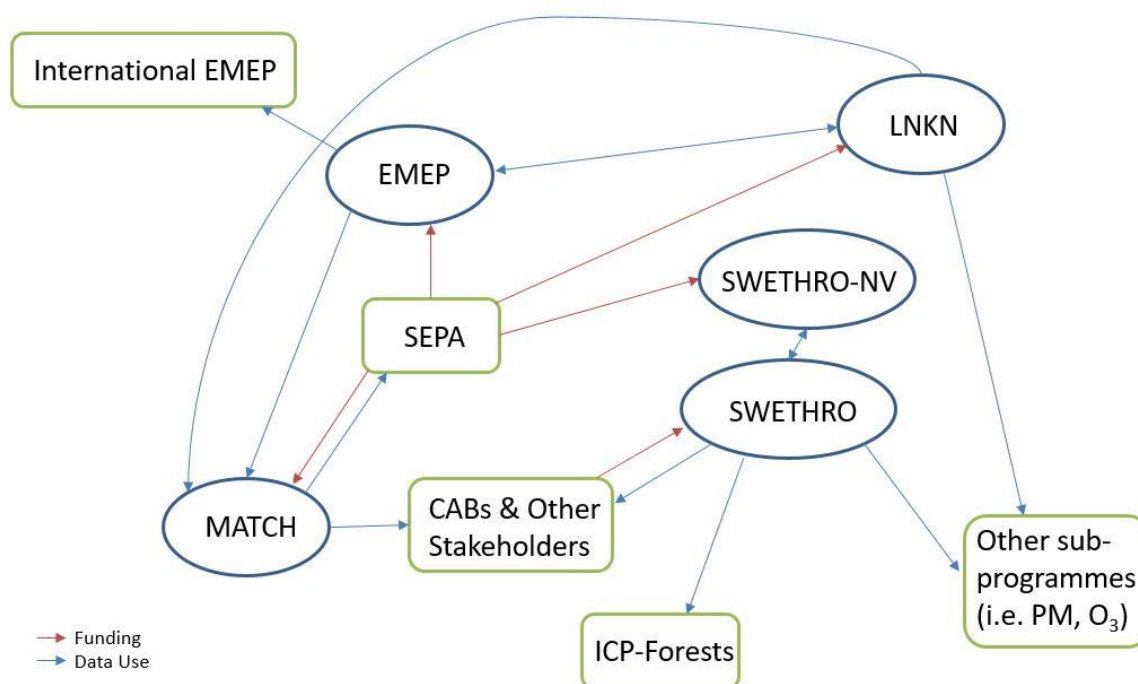 International EMEP
LNKN
EMEP
SWETHRO-NV
SEPA
SWETHRO
CABs & Other
Stakeholders
MATCH
Other sub-
programmes
(i.e. PM, O₃)
ICP-Forests
Funding
Data Use